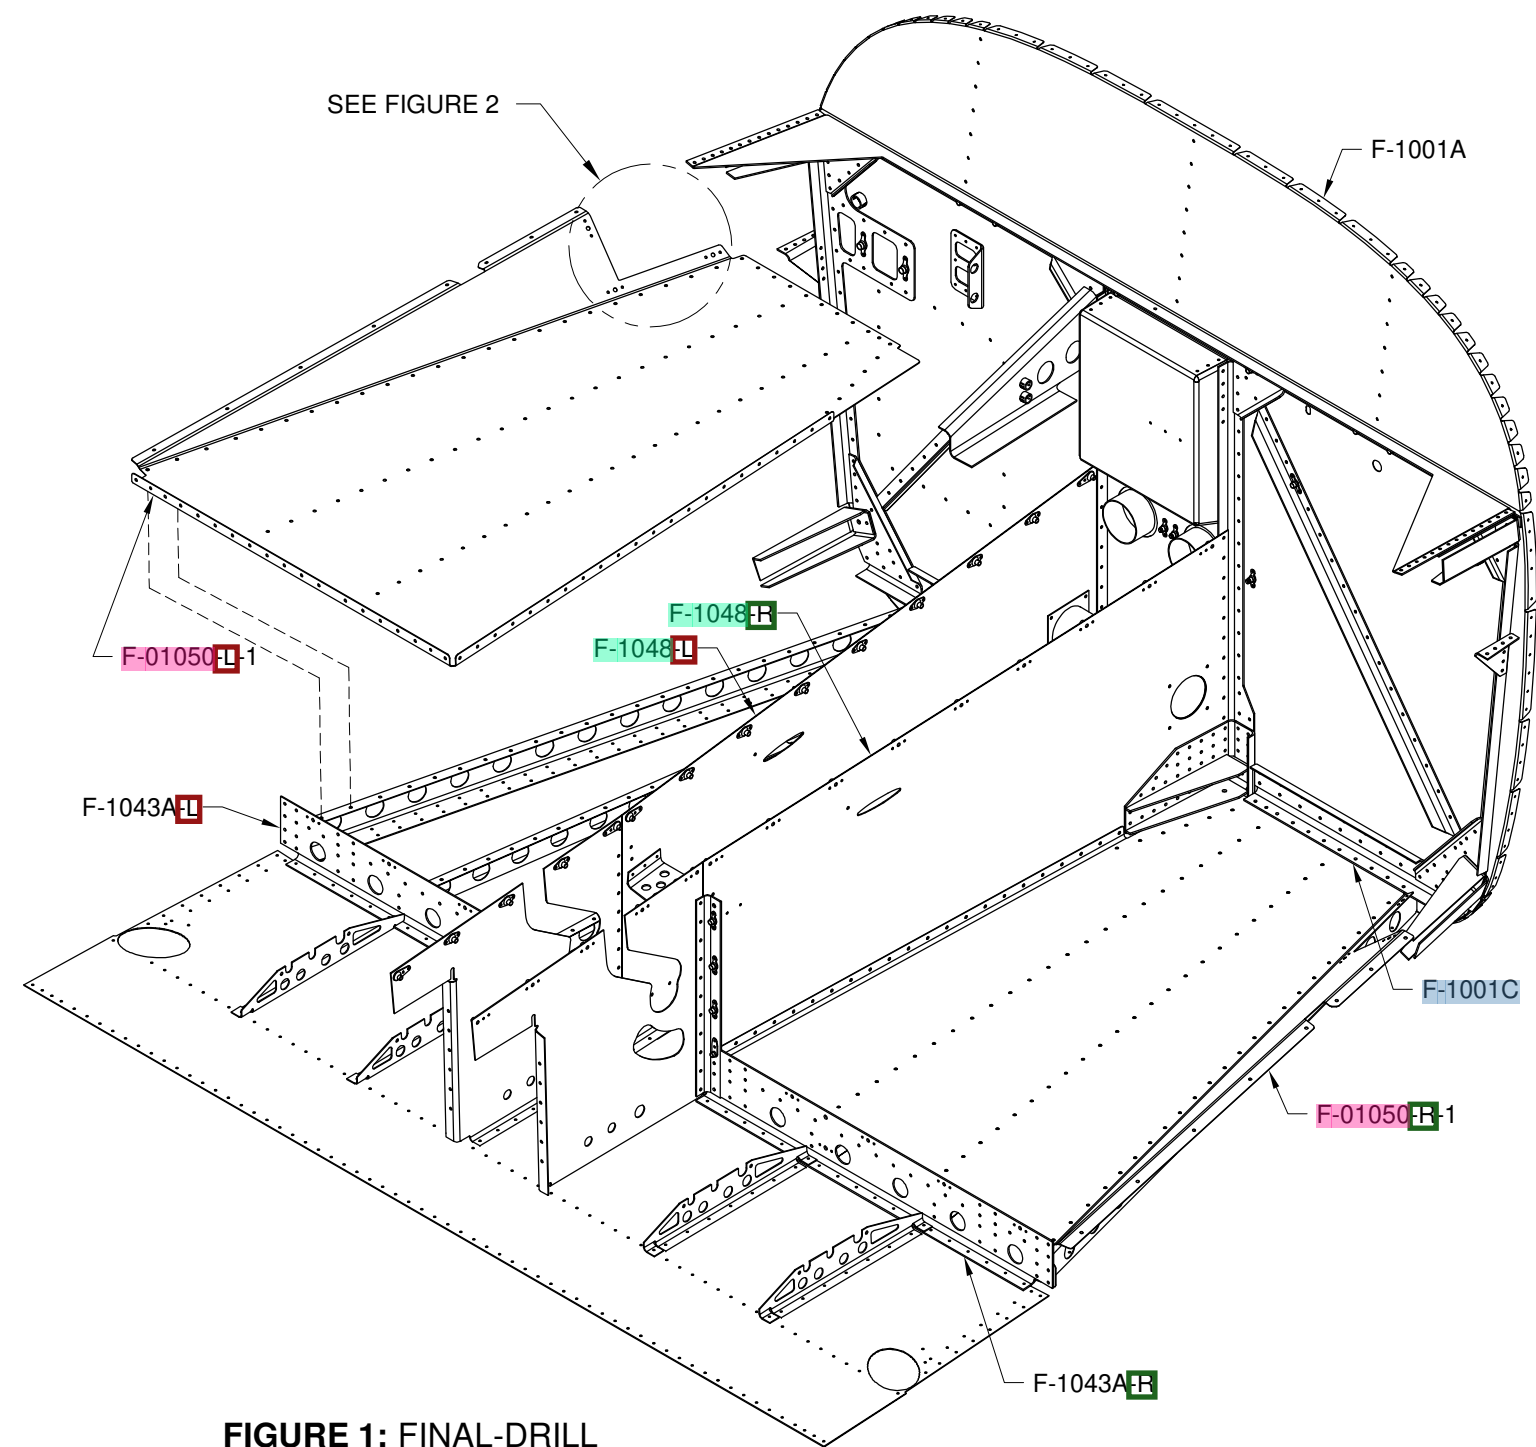 SEE FIGURE 2
F-1001A
F-1048-R
F-1048-L
F-01050-L-1
F-1043A-L
F-1001C
F-01050-R-1
F-1043A-R
FIGURE 1: FINAL-DRILL